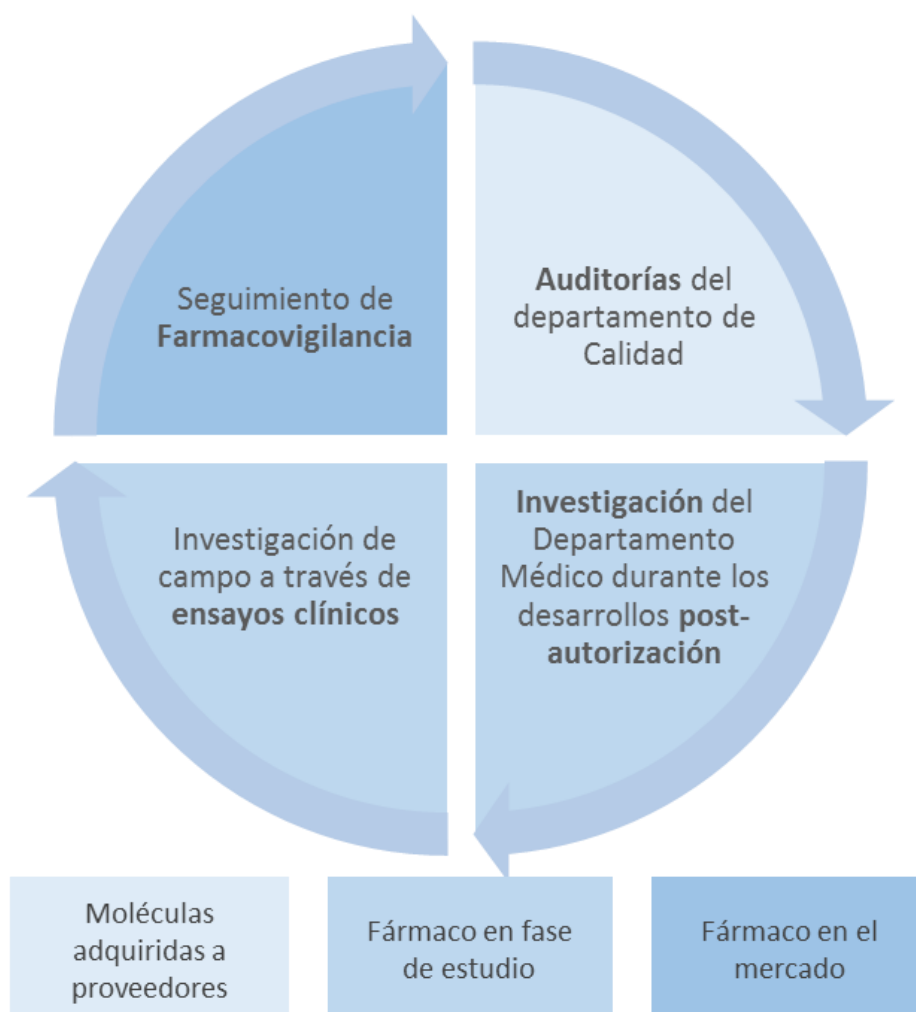 Seguimiento de
Farmacovigilancia
Auditorías del
departamento de
Calidad
Investigación de
campo a través de
ensayos clínicos
Investigación del
Departamento
Médico durante los
desarrollos post-
autorización
Moléculas
adquiridas a
proveedores
Fármaco en fase
de estudio
Fármaco en el
mercado